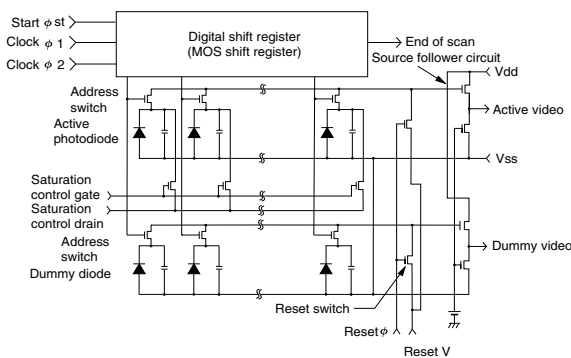 Start ϕ st
Clock ϕ 1
Clock ϕ 2
Digital shift register
(MOS shift register)
End of scan
Source follower circuit
Vdd
Address
switch
Active
photodiode
Active video
Vss
Saturation
control gate
Saturation
control drain
Address
switch
Dummy diode
Dummy video
Reset switch
Reset ϕ
Reset V